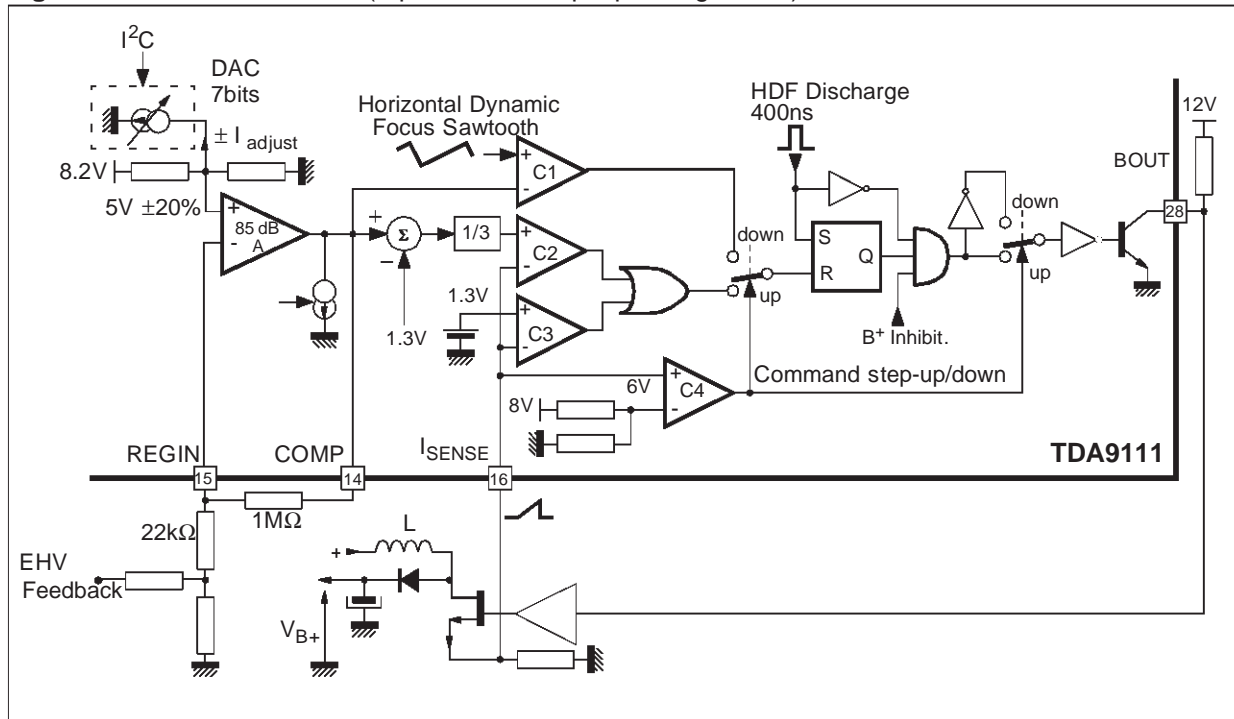 I²C
DAC
7bits
± I adjust
8.2V
5V ±20%
85 dB
A
+
-
Horizontal Dynamic
Focus Sawtooth
+
C1
-
+
Σ
−
1.3V
1/3
+
C2
-
1.3V
+
C3
-
down
up
HDF Discharge
400ns
S
R
Q
B+ Inhibit.
down
up
12V
BOUT
28
6V
8V
+
C4
-
Command step-up/down
TDA9111
REGIN
COMP
ISENSE
15
14
16
1MΩ
22kΩ
EHV
Feedback
L
+
VB+